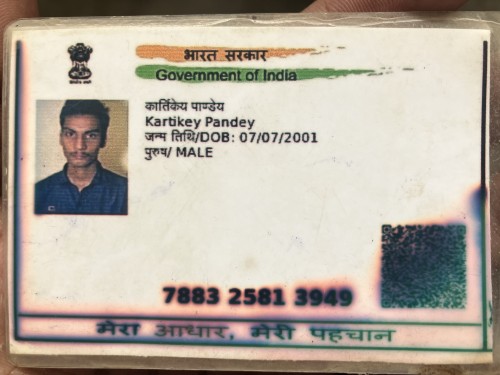 भारत सरकार
Government of India
कार्तिकेय पाण्डेय
Kartikey Pandey
जन्म तिथि/DOB: 07/07/2001
पुरुष/ MALE
7883 2581 3949
मेरा आधार, मेरी पहचान